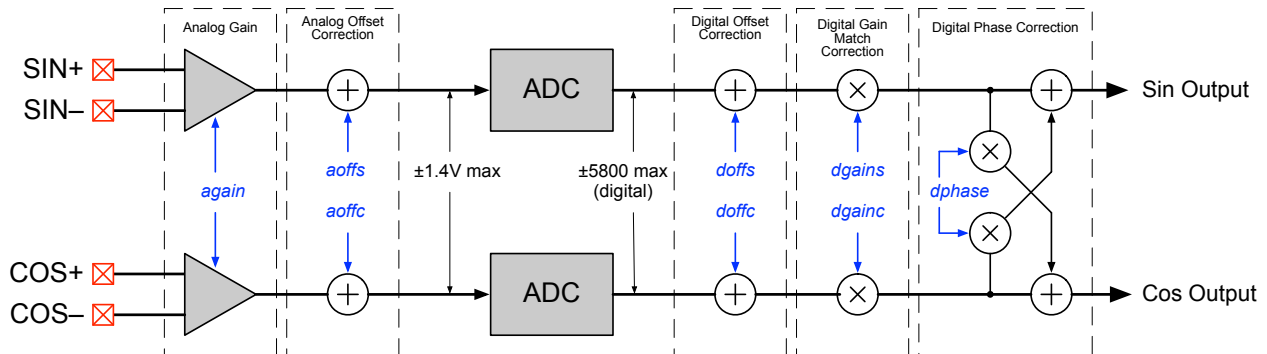 Analog Gain
Analog Offset
Correction
Digital Offset
Correction
Digital Gain
Match
Correction
Digital Phase Correction
SIN+
SIN–
ADC
Sin Output
again
aoffs
aoffc
±1.4V max
±5800 max
(digital)
doffs
doffc
dgains
dgainc
dphase
COS+
COS–
ADC
Cos Output